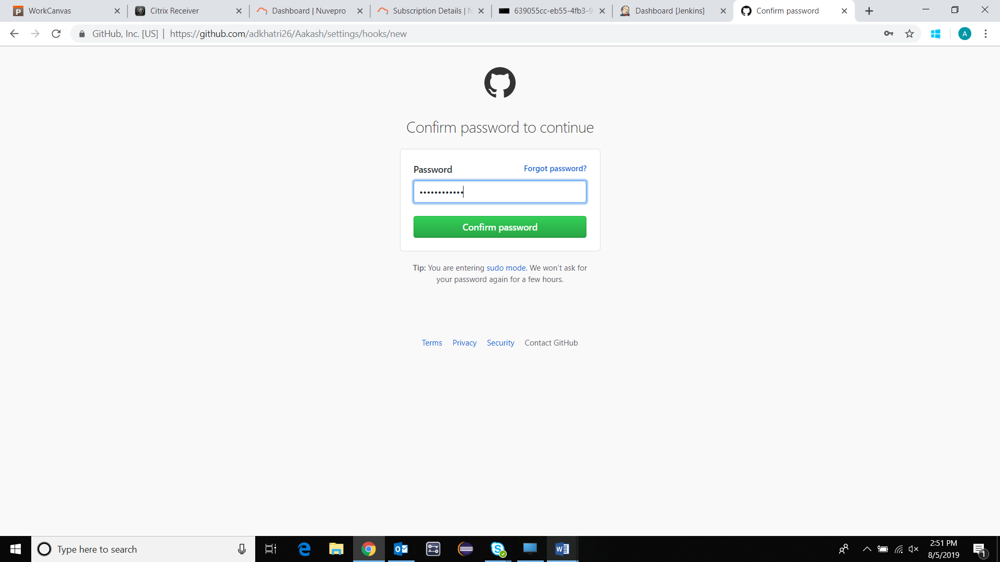 WorkCanvas
Citrix Receiver
Dashboard | Nuvepro
Subscription Details | N
639055cc-eb55-4fb3-9
Dashboard [Jenkins]
Confirm password
GitHub, Inc. [US] | https://github.com/adkhatri26/Aakash/settings/hooks/new
A
Confirm password to continue
Password
Forgot password?
••••••••••••
Confirm password
Tip: You are entering sudo mode. We won’t ask for
your password again for a few hours.
Terms Privacy Security Contact GitHub
Type here to search
2:51 PM
8/5/2019
1